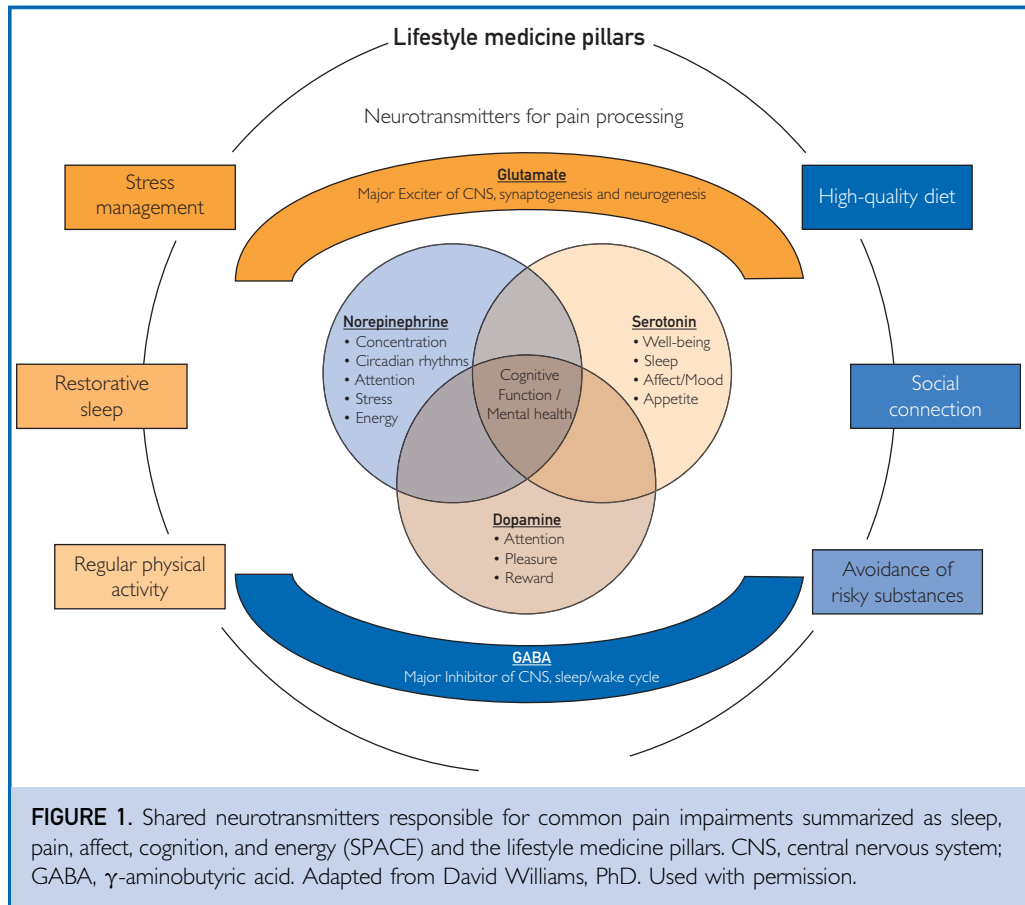 Lifestyle medicine pillars
Neurotransmitters for pain processing
Stress
management
Glutamate
Major Exciter of CNS, synaptogenesis and neurogenesis
High-quality diet
Norepinephrine
• Concentration
• Circadian rhythms
• Attention
• Stress
• Energy
Cognitive
Function /
Mental health
Serotonin
• Well-being
• Sleep
• Affect/Mood
• Appetite
Restorative
sleep
Social
connection
Dopamine
• Attention
• Pleasure
• Reward
Regular physical
activity
Avoidance of
risky substances
GABA
Major Inhibitor of CNS, sleep/wake cycle
FIGURE 1. Shared neurotransmitters responsible for common pain impairments summarized as sleep,
pain, affect, cognition, and energy (SPACE) and the lifestyle medicine pillars. CNS, central nervous system;
GABA, γ-aminobutyric acid. Adapted from David Williams, PhD. Used with permission.